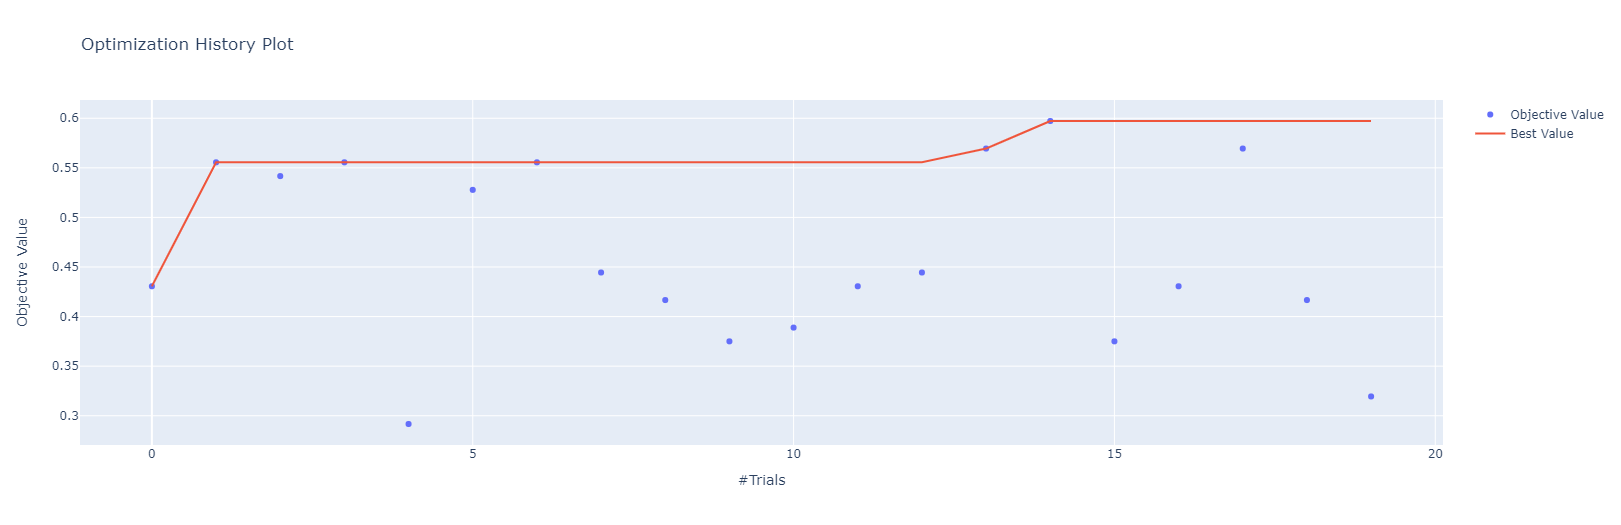 Optimization History Plot
Objective Value
0.6
0.55
0.5
0.45
0.4
0.35
0.3
0
5
10
15
20
#Trials
Objective Value
Best Value